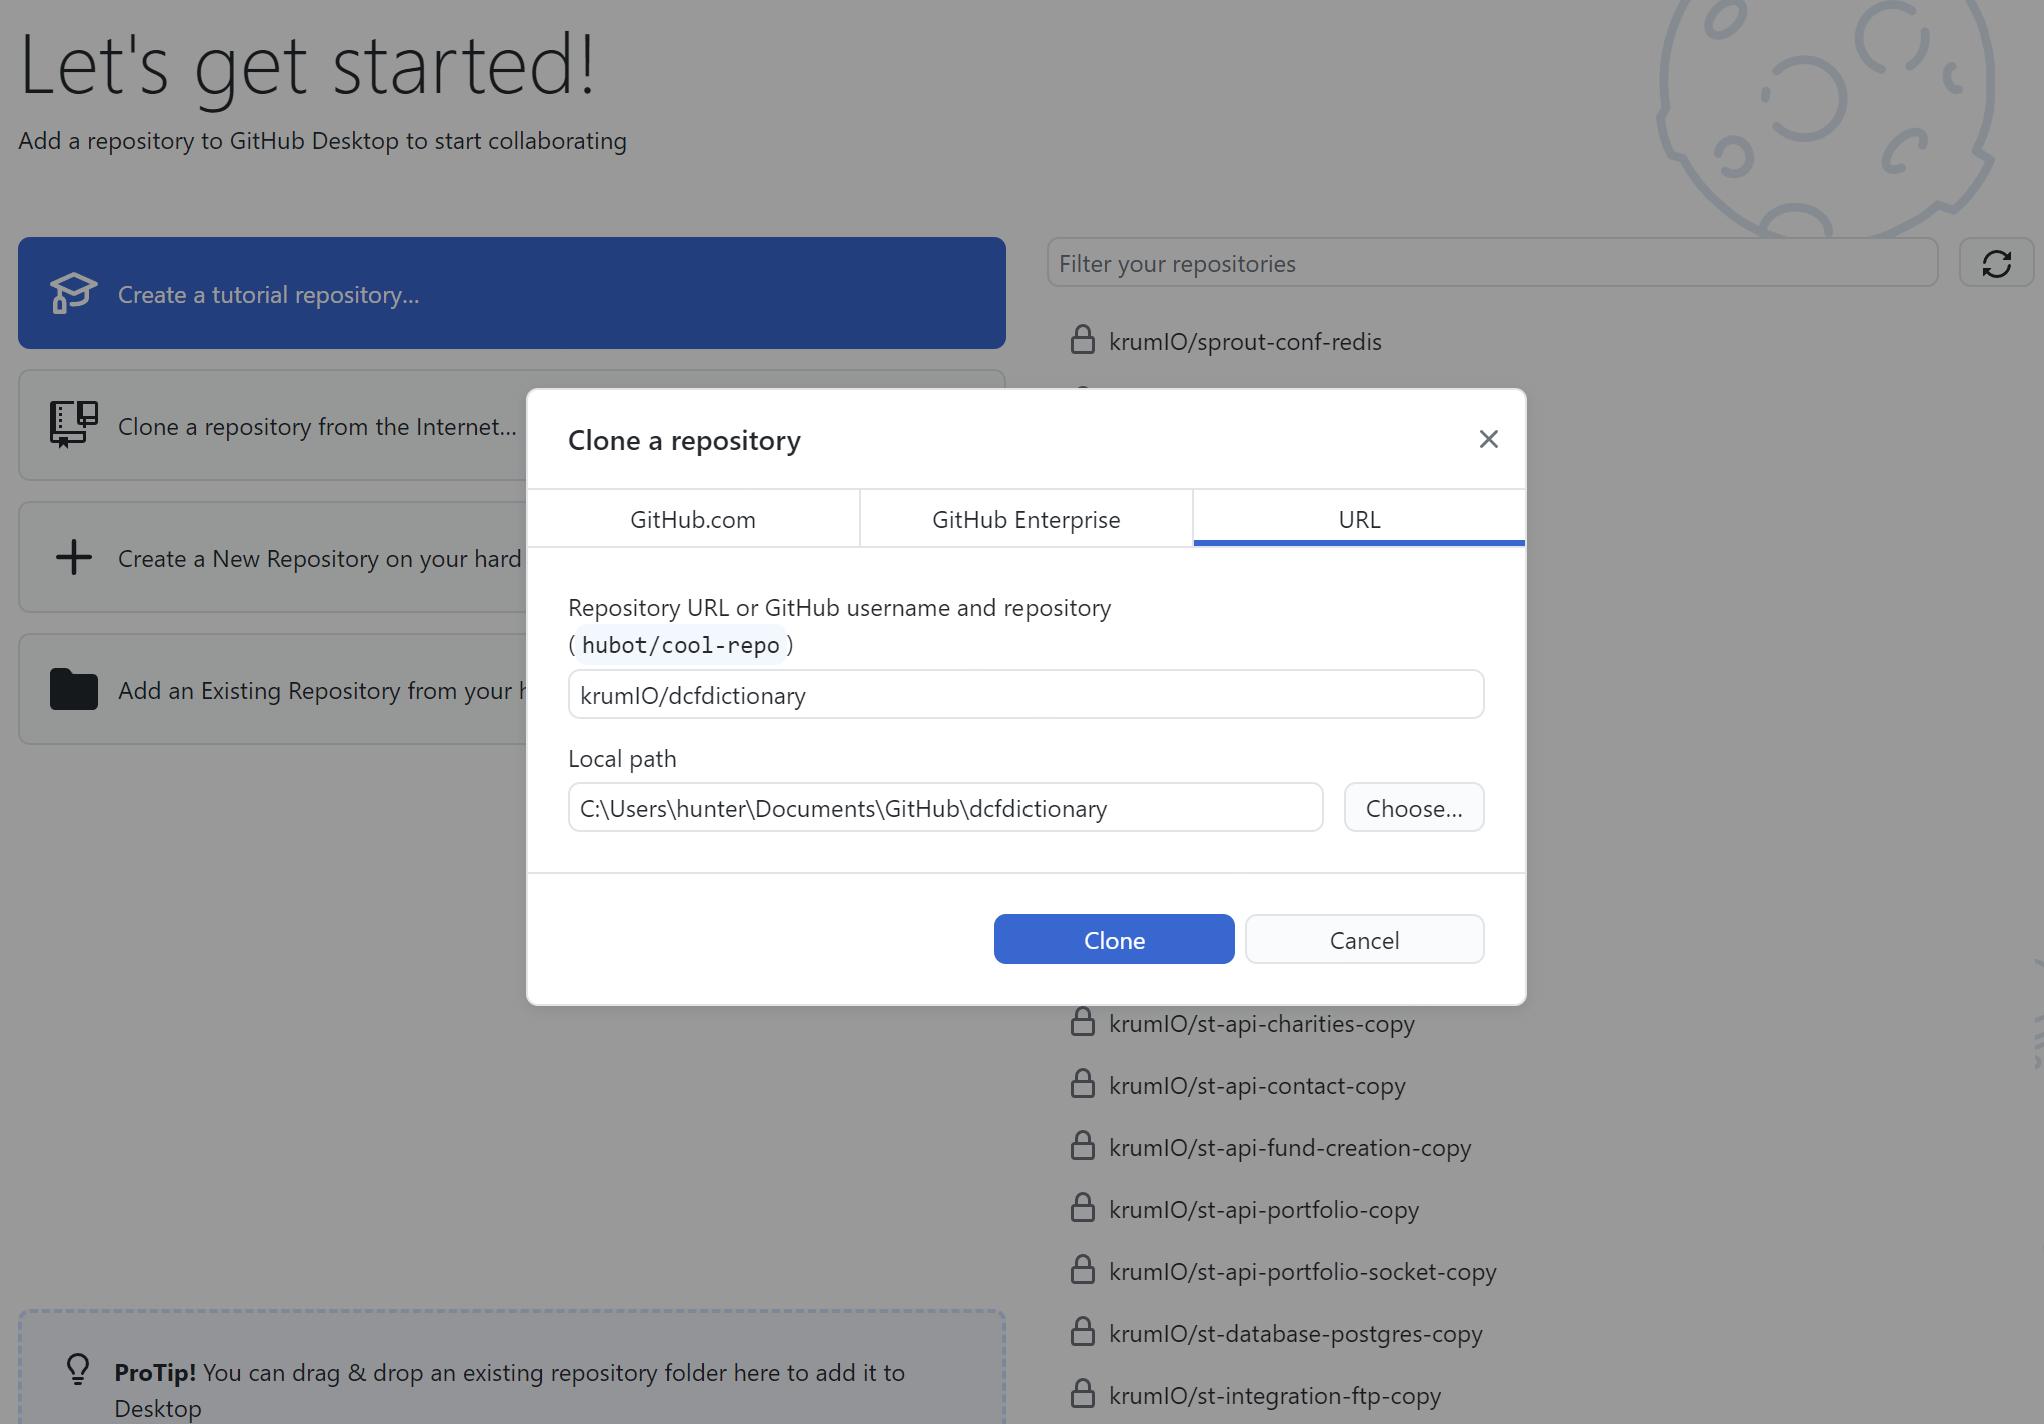 Let's get started!
Add a repository to GitHub Desktop to start collaborating
Create a tutorial repository...
Clone a repository from the Internet...
Create a New Repository on your hard
Add an Existing Repository from your
ProTip! You can drag & drop an existing repository folder here to add it to
Desktop
Filter your repositories
krumIO/sprout-conf-redis
Clone a repository
GitHub.com
GitHub Enterprise
URL
Repository URL or GitHub username and repository
(hubot/cool-repo)
krumIO/dcfdictionary
Local path
C:\Users\hunter\Documents\GitHub\dcfdictionary
Choose...
Clone
Cancel
krumIO/st-api-charities-copy
krumIO/st-api-contact-copy
krumIO/st-api-fund-creation-copy
krumIO/st-api-portfolio-copy
krumIO/st-api-portfolio-socket-copy
krumIO/st-database-postgres-copy
krumIO/st-integration-ftp-copy